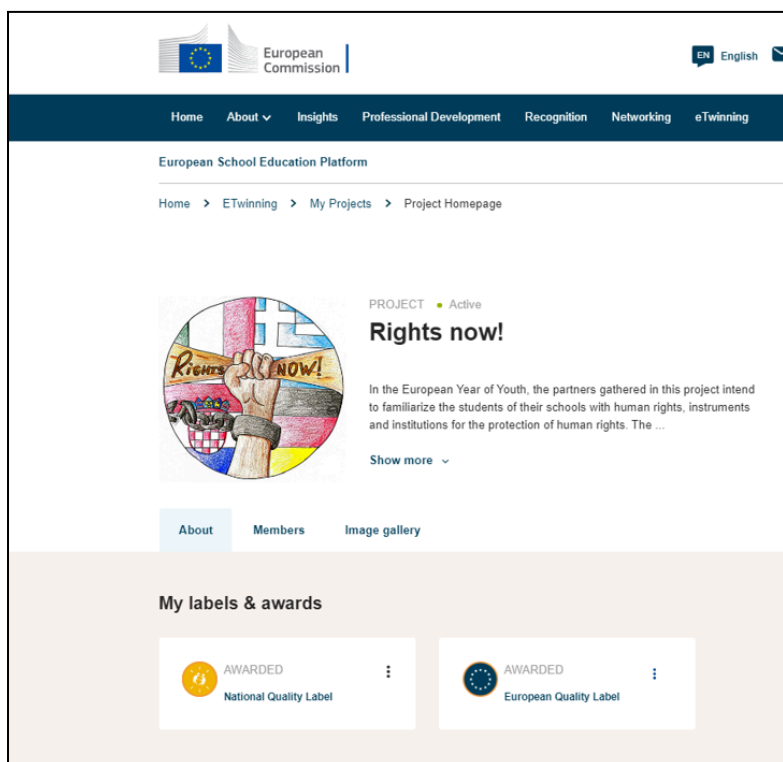 European
Commission
EN English
Home About Insights Professional Development Recognition Networking eTwinning
European School Education Platform
Home > ETwinning > My Projects > Project Homepage
RIGHTS NOW!
PROJECT • Active
Rights now!
In the European Year of Youth, the partners gathered in this project intend
to familiarize the students of their schools with human rights, instruments
and institutions for the protection of human rights. The ...
Show more
About Members Image gallery
My labels & awards
AWARDED
National Quality Label
AWARDED
European Quality Label